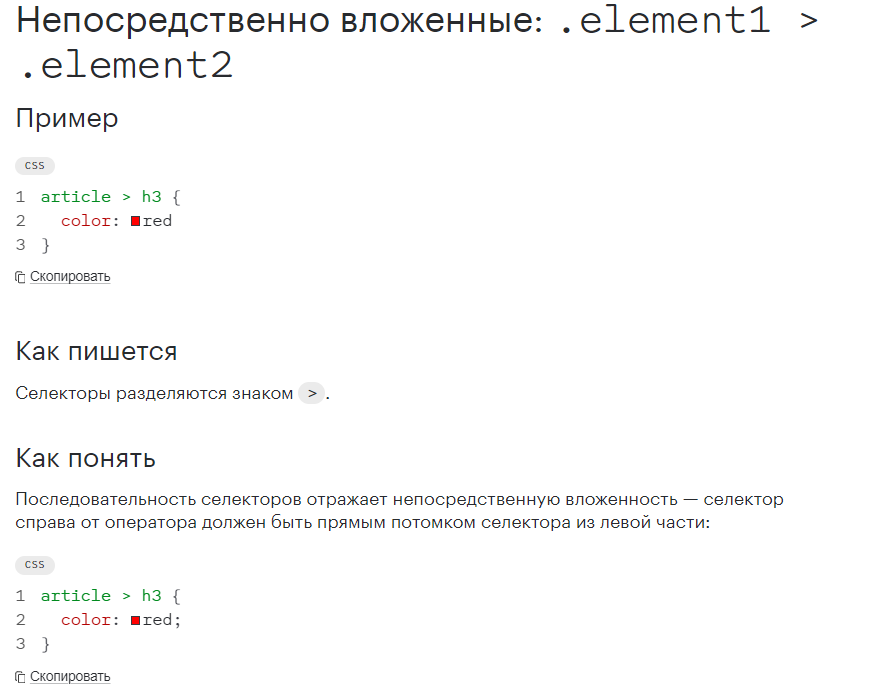 Непосредственно вложенные: .element1 >
.element2
Пример
CSS
1 article > h3 {
2   color: red
3 }
Скопировать
Как пишется
Селекторы разделяются знаком >.
Как понять
Последовательность селекторов отражает непосредственную вложенность — селектор
справа от оператора должен быть прямым потомком селектора из левой части:
CSS
1 article > h3 {
2   color: red;
3 }
Скопировать